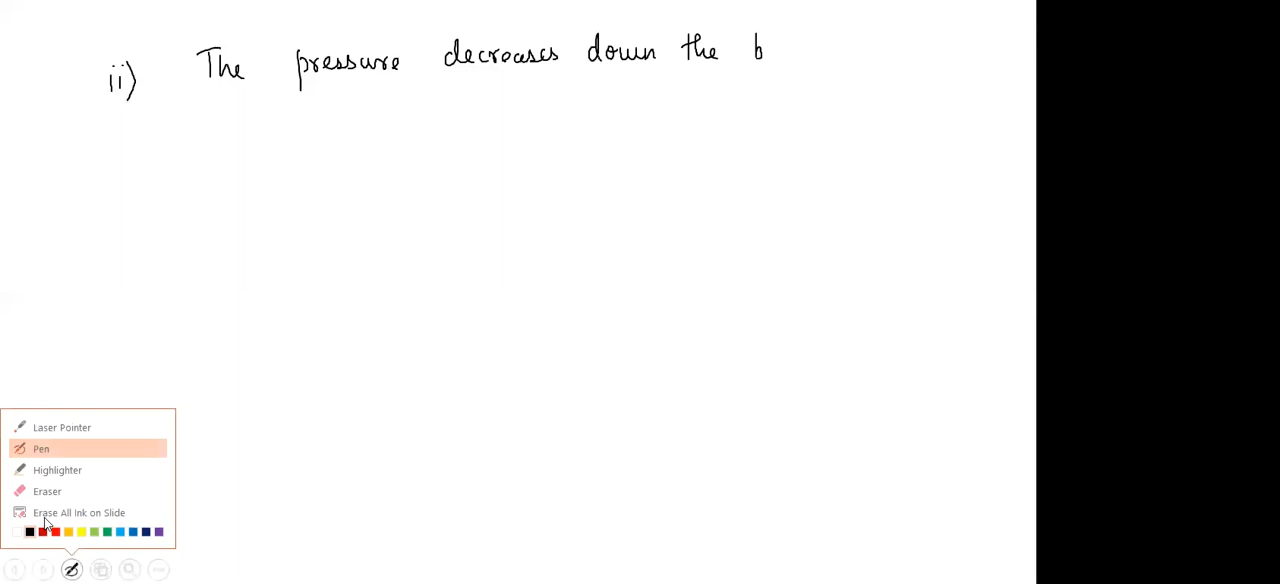 ii) The pressure decreases down the b
Laser Pointer
Pen
Highlighter
Eraser
Erase All Ink on Slide